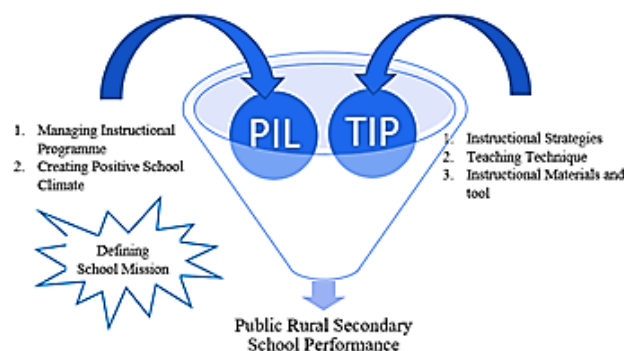 PIL
TIP
1. Managing Instructional
Programme
2. Creating Positive School
Climate
1. Instructional Strategies
2. Teaching Technique
3. Instructional Materials and
tool
Defining
School Mission
Public Rural Secondary
School Performance